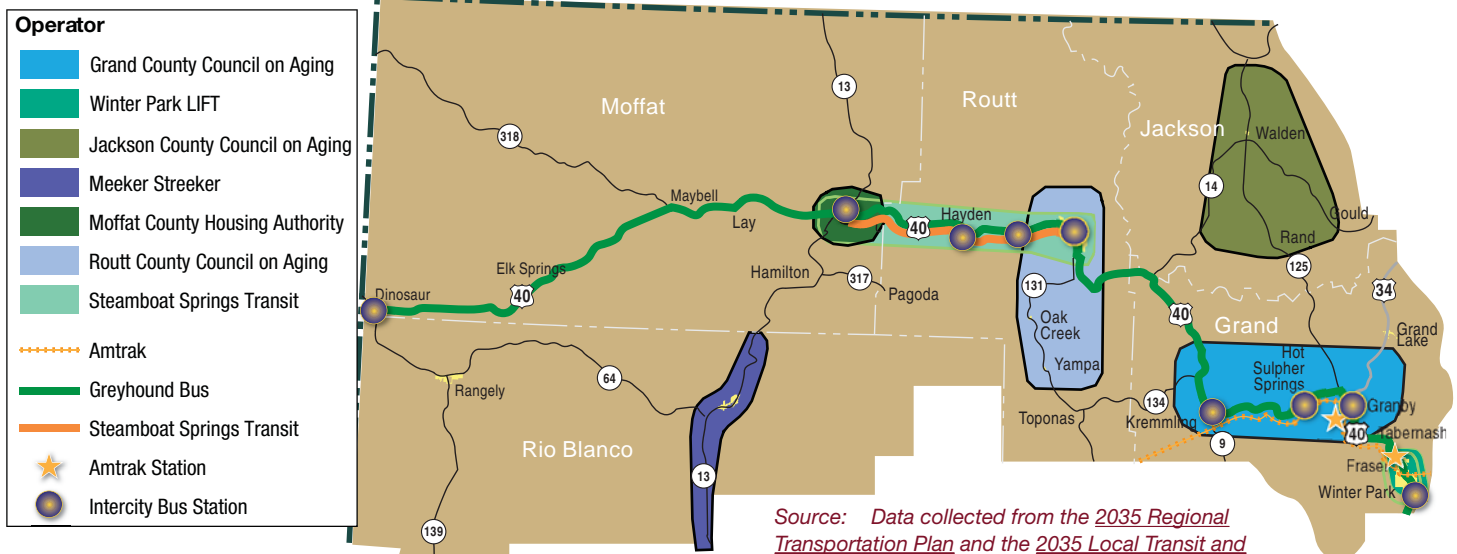 Operator
Grand County Council on Aging
Winter Park LIFT
Jackson County Council on Aging
Meeker Streeker
Moffat County Housing Authority
Routt County Council on Aging
Steamboat Springs Transit
Amtrak
Greyhound Bus
Steamboat Springs Transit
Amtrak Station
Intercity Bus Station
Moffat
Routt
Jackson
Grand
Rio Blanco
13
318
Maybell
Lay
Elk Springs
40
Dinosaur
Rangely
64
139
13
Hamilton
317
Pagoda
40
Hayden
131
Oak
Creek
Yampa
Toponas
134
Kremmling
9
40
14
Walden
Gould
Rand
125
34
Grand
Lake
Hot
Sulpher
Springs
Granby
40
Tabernash
Fraser
Winter Park
Source: Data collected from the 2035 Regional
Transportation Plan and the 2035 Local Transit and